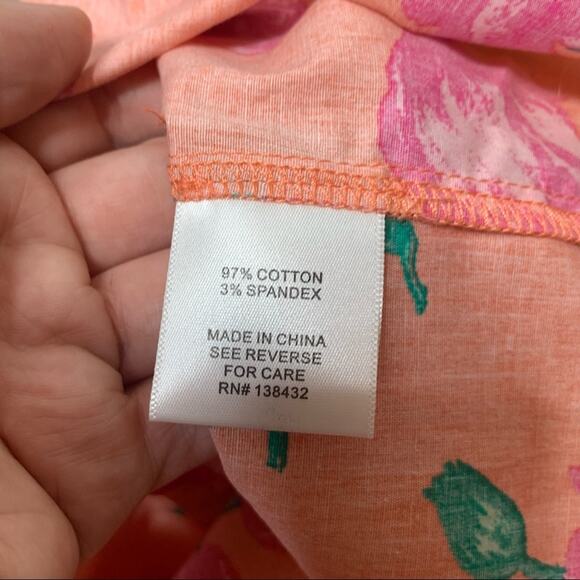 97% COTTON
3% SPANDEX
MADE IN CHINA
SEE REVERSE
FOR CARE
RN# 138432